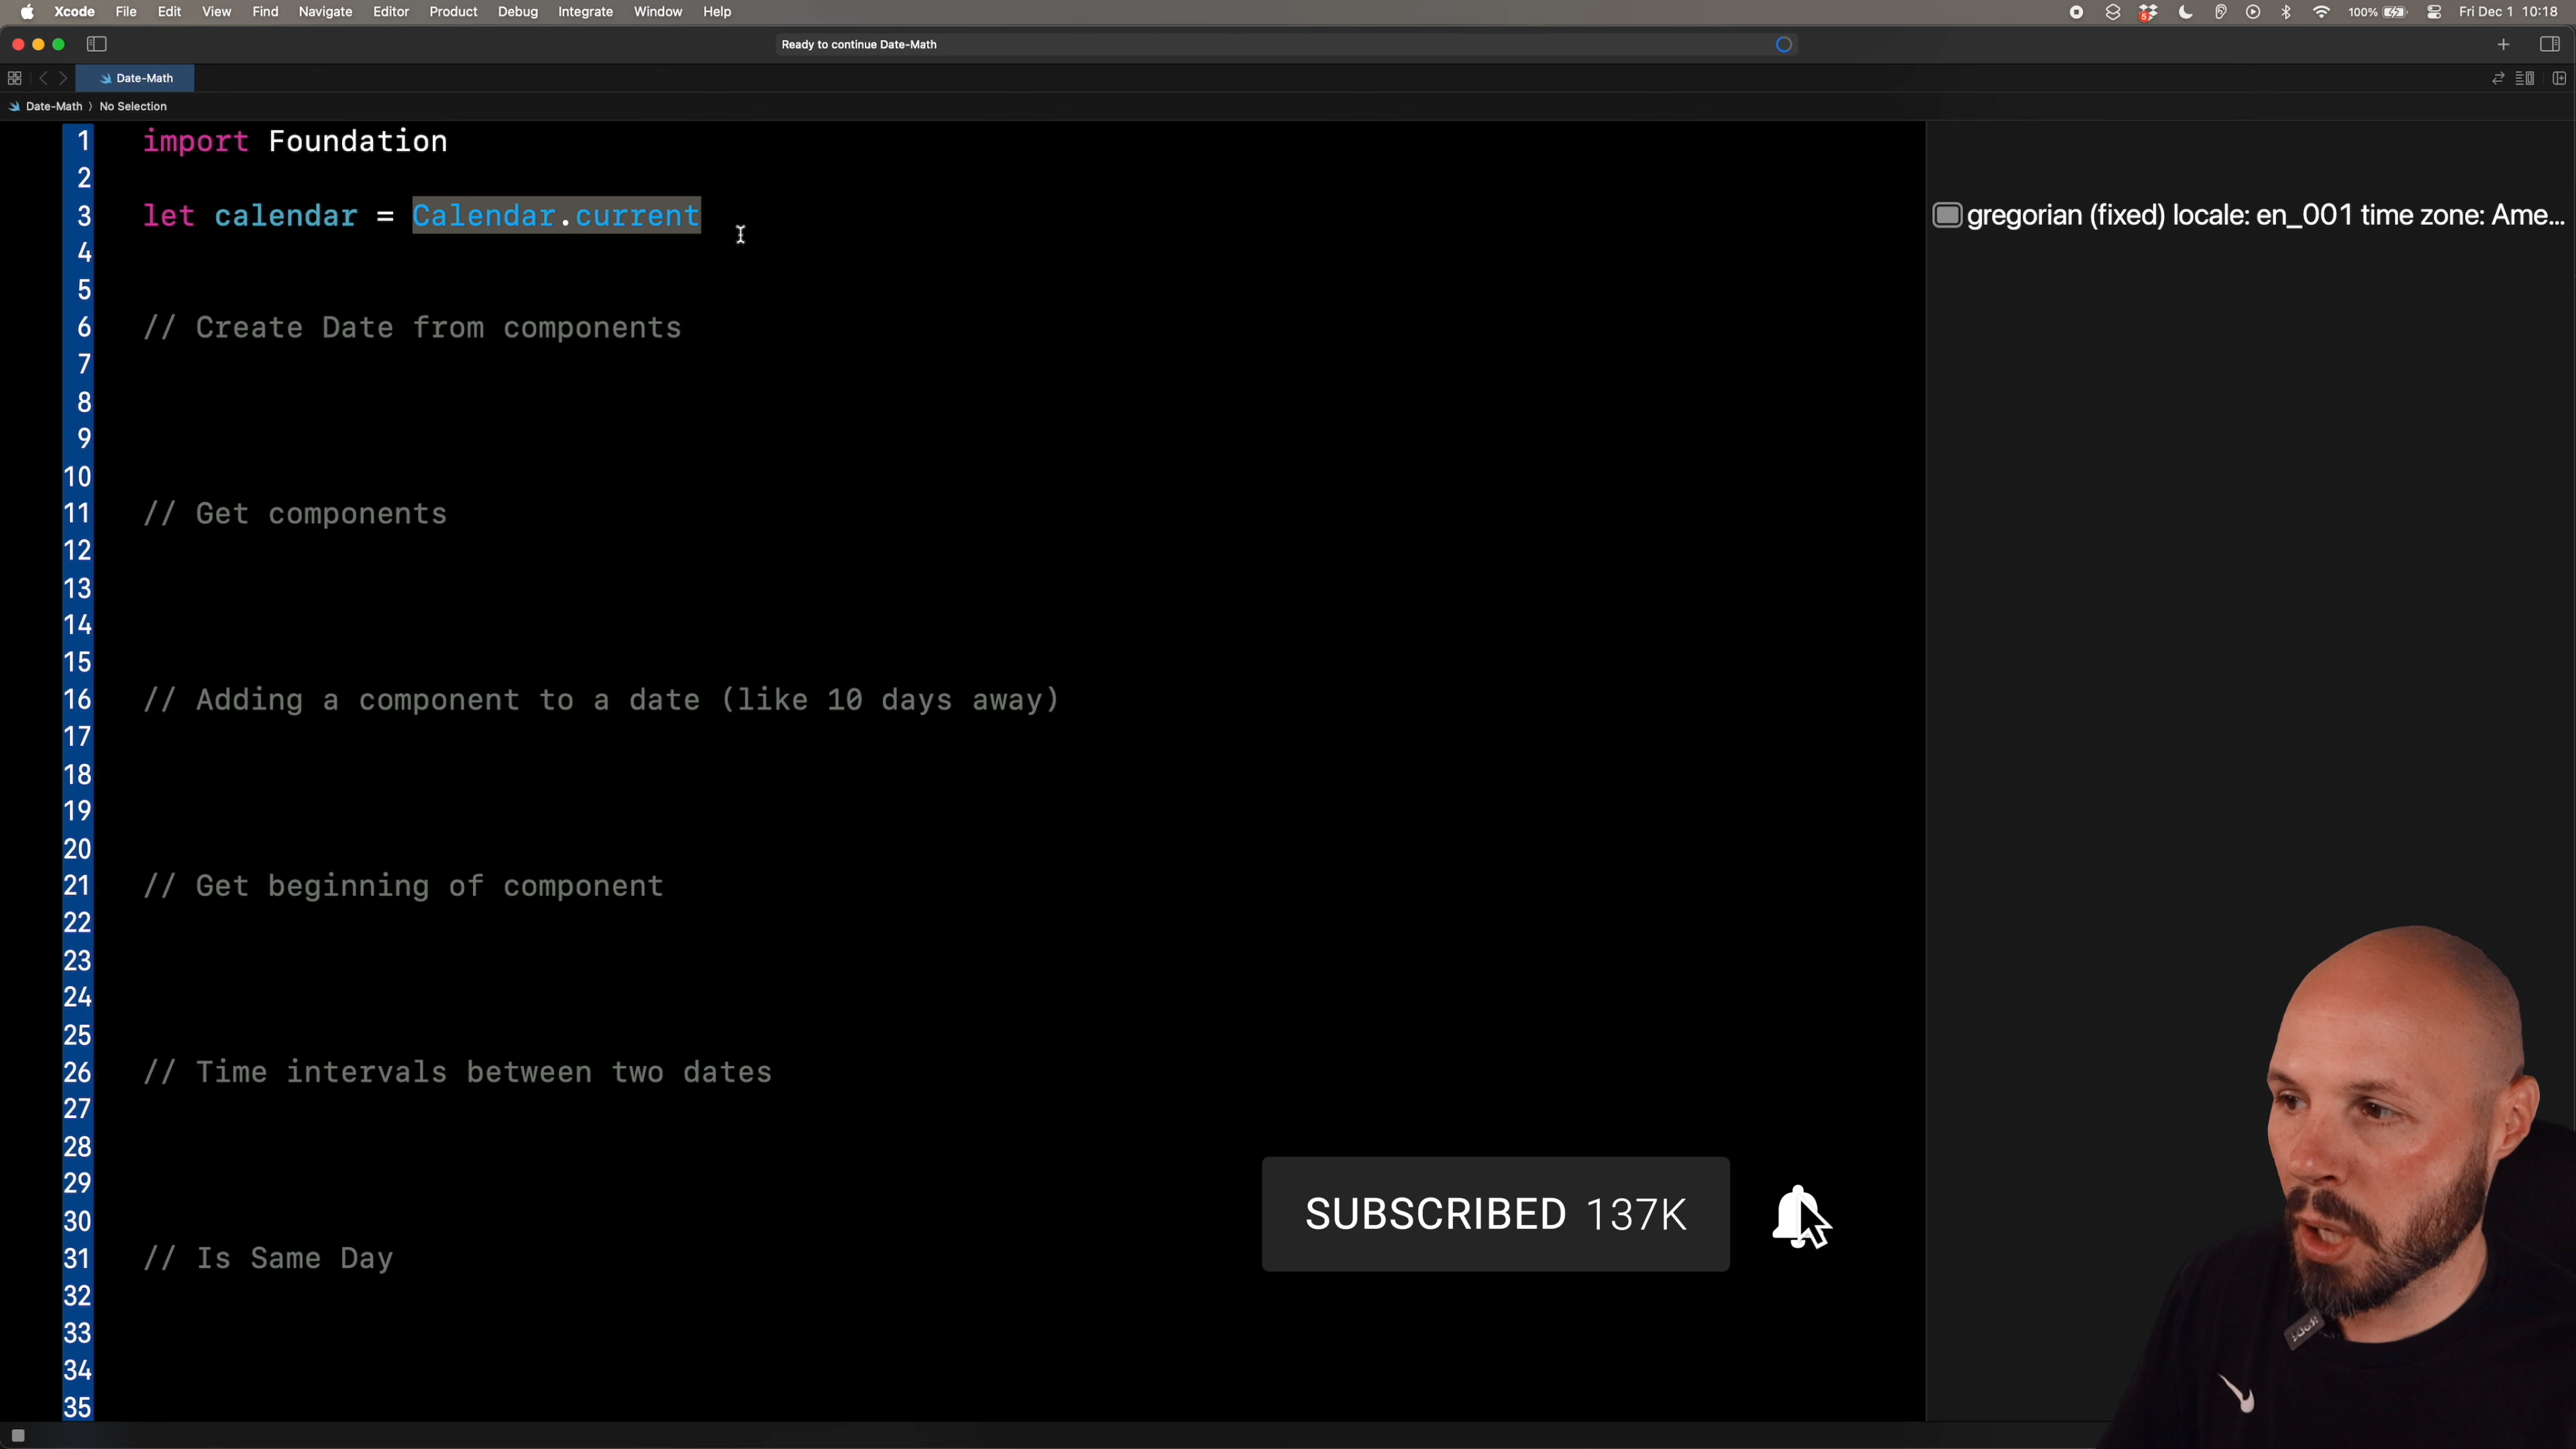 Xcode File Edit View Find Navigate Editor Product Debug Integrate Window Help
5 100% Fri Dec 1 10:18
Ready to continue Date-Math
Date-Math
Date-Math 〉 No Selection
1 import Foundation
2
3 let calendar = Calendar.current
gregorian (fixed) locale: en_001 time zone: Ame...
4
5
6 // Create Date from components
7
8
9
10
11 // Get components
12
13
14
15
16 // Adding a component to a date (like 10 days away)
17
18
19
20
21 // Get beginning of component
22
23
24
25
26 // Time intervals between two dates
27
28
29
30
31 // Is Same Day
32
33
34
35
SUBSCRIBED 137K